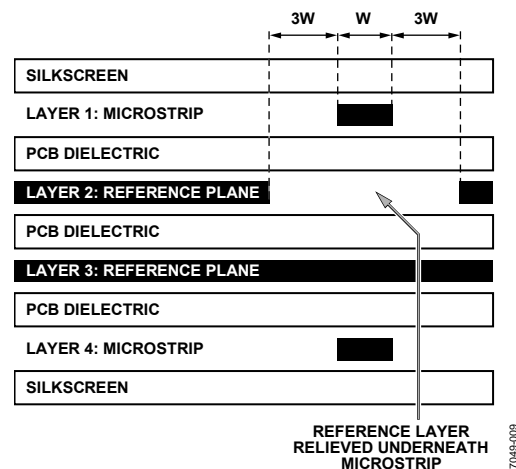 3W W 3W
SILKSCREEN
LAYER 1: MICROSTRIP
PCB DIELECTRIC
LAYER 2: REFERENCE PLANE
PCB DIELECTRIC
LAYER 3: REFERENCE PLANE
PCB DIELECTRIC
LAYER 4: MICROSTRIP
SILKSCREEN
REFERENCE LAYER
RELIEVED UNDERNEATH
MICROSTRIP
7049-009